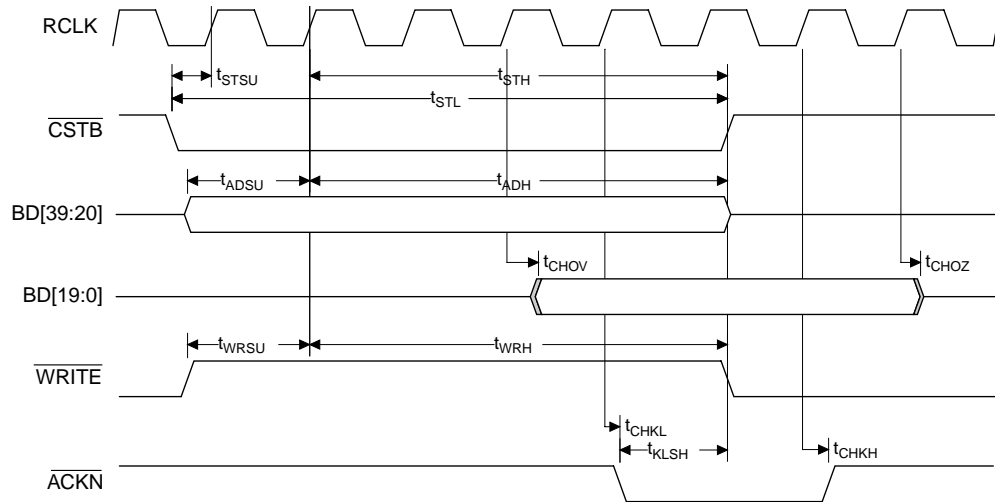 RCLK
tSTSU
tSTH
tSTL
CSTB
tADSU
tADH
BD[39:20]
tCHOV
tCHOZ
BD[19:0]
tWRSU
tWRH
WRITE
tCHKL
tKLSH
tCHKH
ACKN